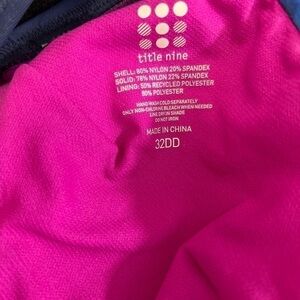 title nine
SHELL: 80% NYLON 20% SPANDEX
SOLID: 78% NYLON 22% SPANDEX
LINING: 50% RECYCLED POLYESTER
50% POLYESTER
HAND WASH COLD SEPARATELY
ONLY NON-CHLORINE BLEACH WHEN NEEDED
LINE DRY IN SHADE
DO NOT IRON
MADE IN CHINA
32DD